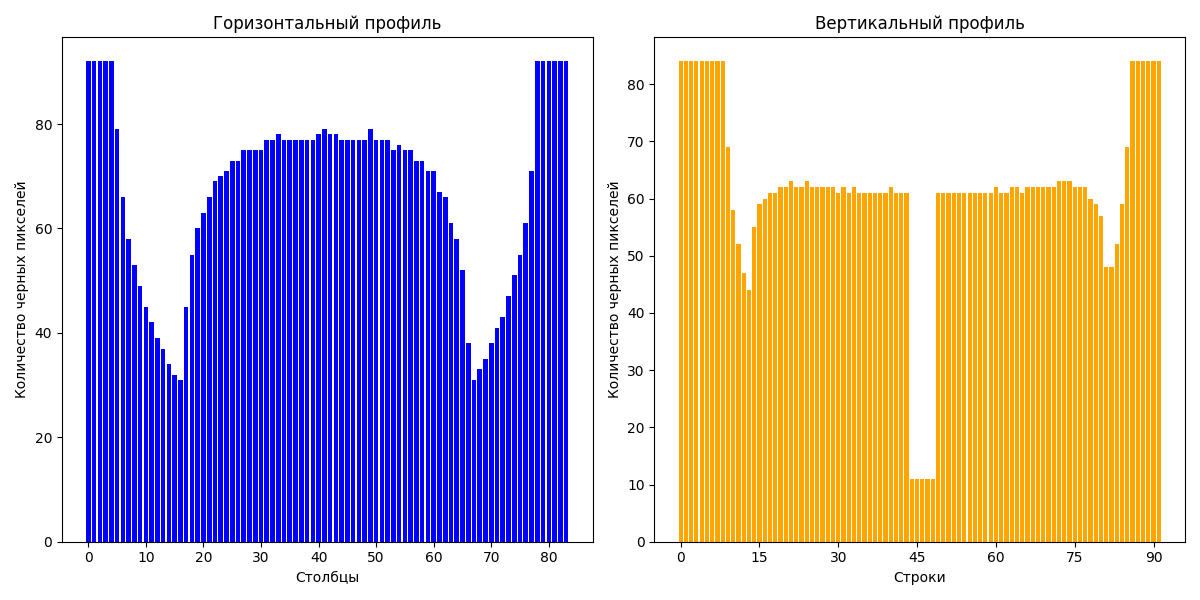 Горизонтальный профиль
Количество черных пикселей
80
60
40
20
0
0 10 20 30 40 50 60 70 80
Столбцы
Вертикальный профиль
Количество черных пикселей
80
70
60
50
40
30
20
10
0
0 15 30 45 60 75 90
Строки